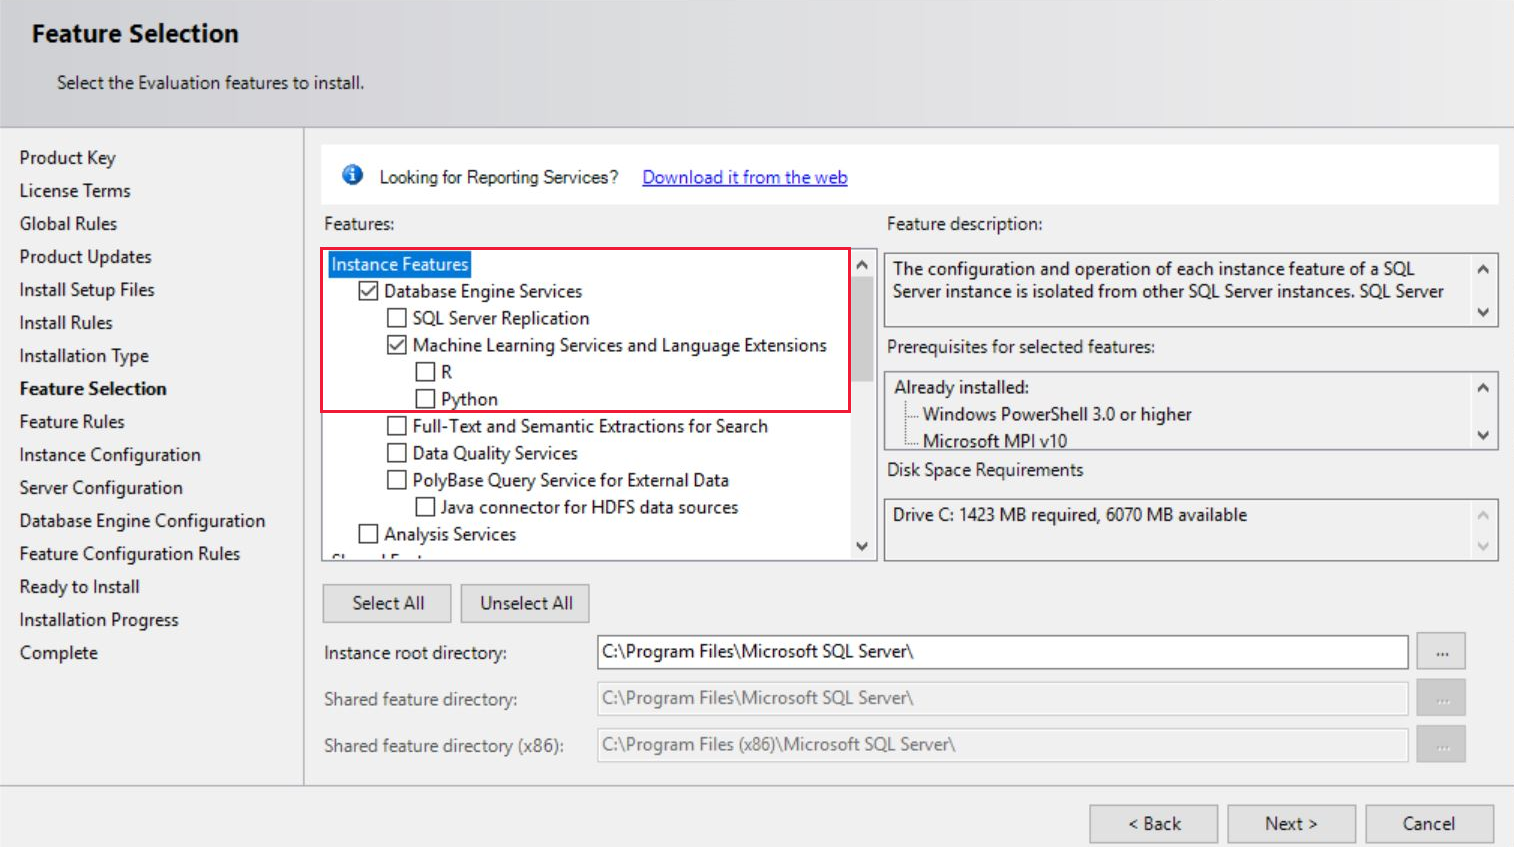 Feature Selection
Select the Evaluation features to install.
Product Key
License Terms
Global Rules
Product Updates
Install Setup Files
Install Rules
Installation Type
Feature Selection
Feature Rules
Instance Configuration
Server Configuration
Database Engine Configuration
Feature Configuration Rules
Ready to Install
Installation Progress
Complete
Looking for Reporting Services? Download it from the web
Features:
Instance Features
Database Engine Services
SQL Server Replication
Machine Learning Services and Language Extensions
R
Python
Full-Text and Semantic Extractions for Search
Data Quality Services
PolyBase Query Service for External Data
Java connector for HDFS data sources
Analysis Services
Feature description:
The configuration and operation of each instance feature of a SQL
Server instance is isolated from other SQL Server instances. SQL Server
Prerequisites for selected features:
Already installed:
Windows PowerShell 3.0 or higher
Microsoft MPI v10
Disk Space Requirements
Drive C: 1423 MB required, 6070 MB available
Select All
Unselect All
Instance root directory: C:\Program Files\Microsoft SQL Server\ ...
Shared feature directory: C:\Program Files\Microsoft SQL Server\ ...
Shared feature directory (x86): C:\Program Files (x86)\Microsoft SQL Server\ ...
< Back
Next >
Cancel